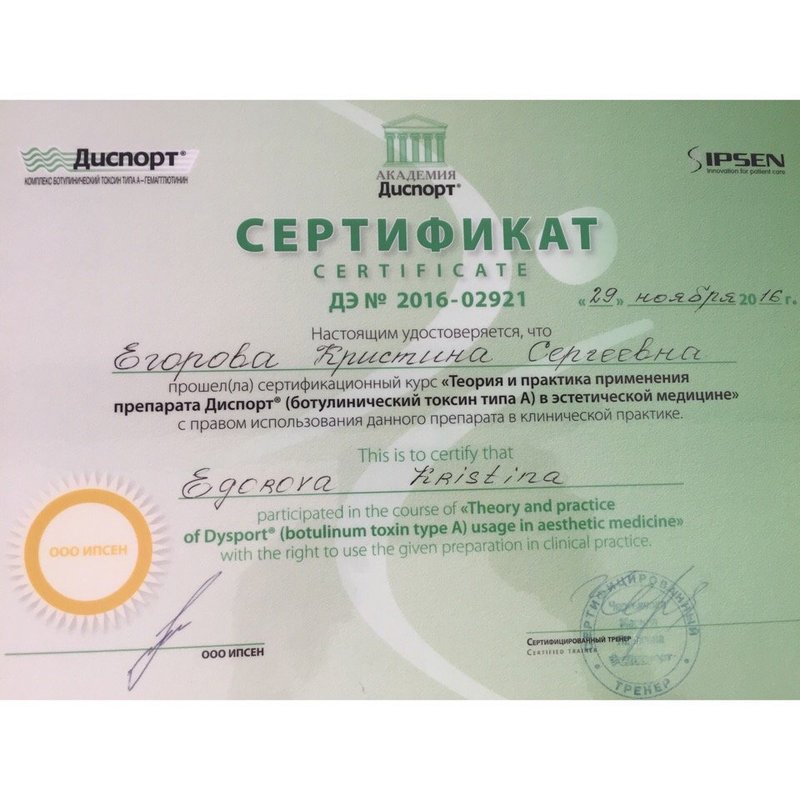 Диспорт®
КОМПЛЕКС БОТУЛИНИЧЕСКИЙ ТОКСИН ТИПА А–ГЕМАГГЛЮТИНИН
АКАДЕМИЯ
Диспорт®
SIPSEN
Innovation for patient care
СЕРТИФИКАТ
CERTIFICATE
ДЭ № 2016-02921
«29» ноября 2016 г.
Настоящим удостоверяется, что
Егорова Кристина Сергеевна
прошел(ла) сертификационный курс «Теория и практика применения
препарата Диспорт® (ботулинический токсин типа А) в эстетической медицине»
с правом использования данного препарата в клинической практике.
This is to certify that
Egorova Kristina
participated in the course of «Theory and practice
of Dysport® (botulinum toxin type A) usage in aesthetic medicine»
with the right to use the given preparation in clinical practice.
ООО ИПСЕН
ООО ИПСЕН
СЕРТИФИЦИРОВАННЫЙ ТРЕНЕР
CERTIFIED TRAINER
СЕРТИФИЦИРОВАННЫЙ
ТРЕНЕР